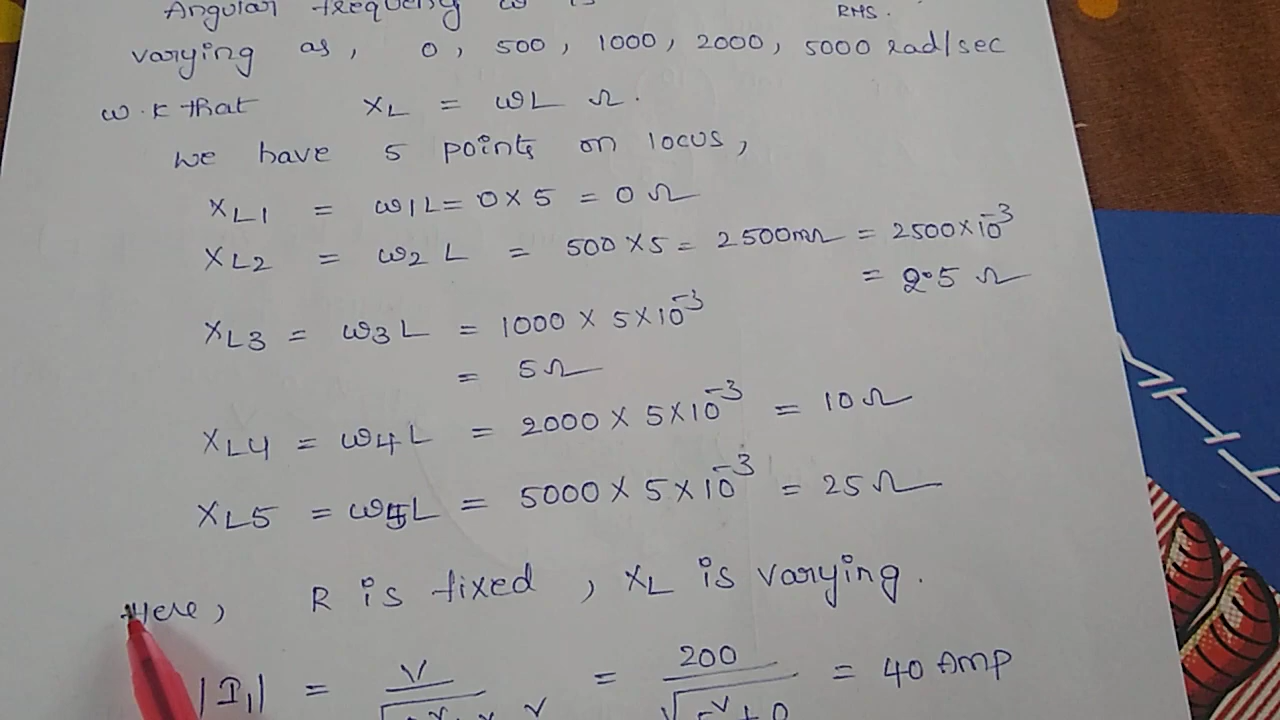 Angular frequency ω is
RMS.
varying as, 0, 500, 1000, 2000, 5000 rad/sec
w.k that XL = ωL Ω.
we have 5 points on locus,
XL1 = ω1L = 0 × 5 = 0 Ω
XL2 = ω2 L = 500 × 5 = 2500mΩ = 2500×10⁻³
= 2.5 Ω
XL3 = ω3 L = 1000 × 5×10⁻³
= 5Ω
XL4 = ω4 L = 2000 × 5×10⁻³ = 10 Ω
XL5 = ω5L = 5000 × 5×10⁻³ = 25 Ω
Here, R is fixed, XL is varying.
|I1| = V = 200 = 40 Amp